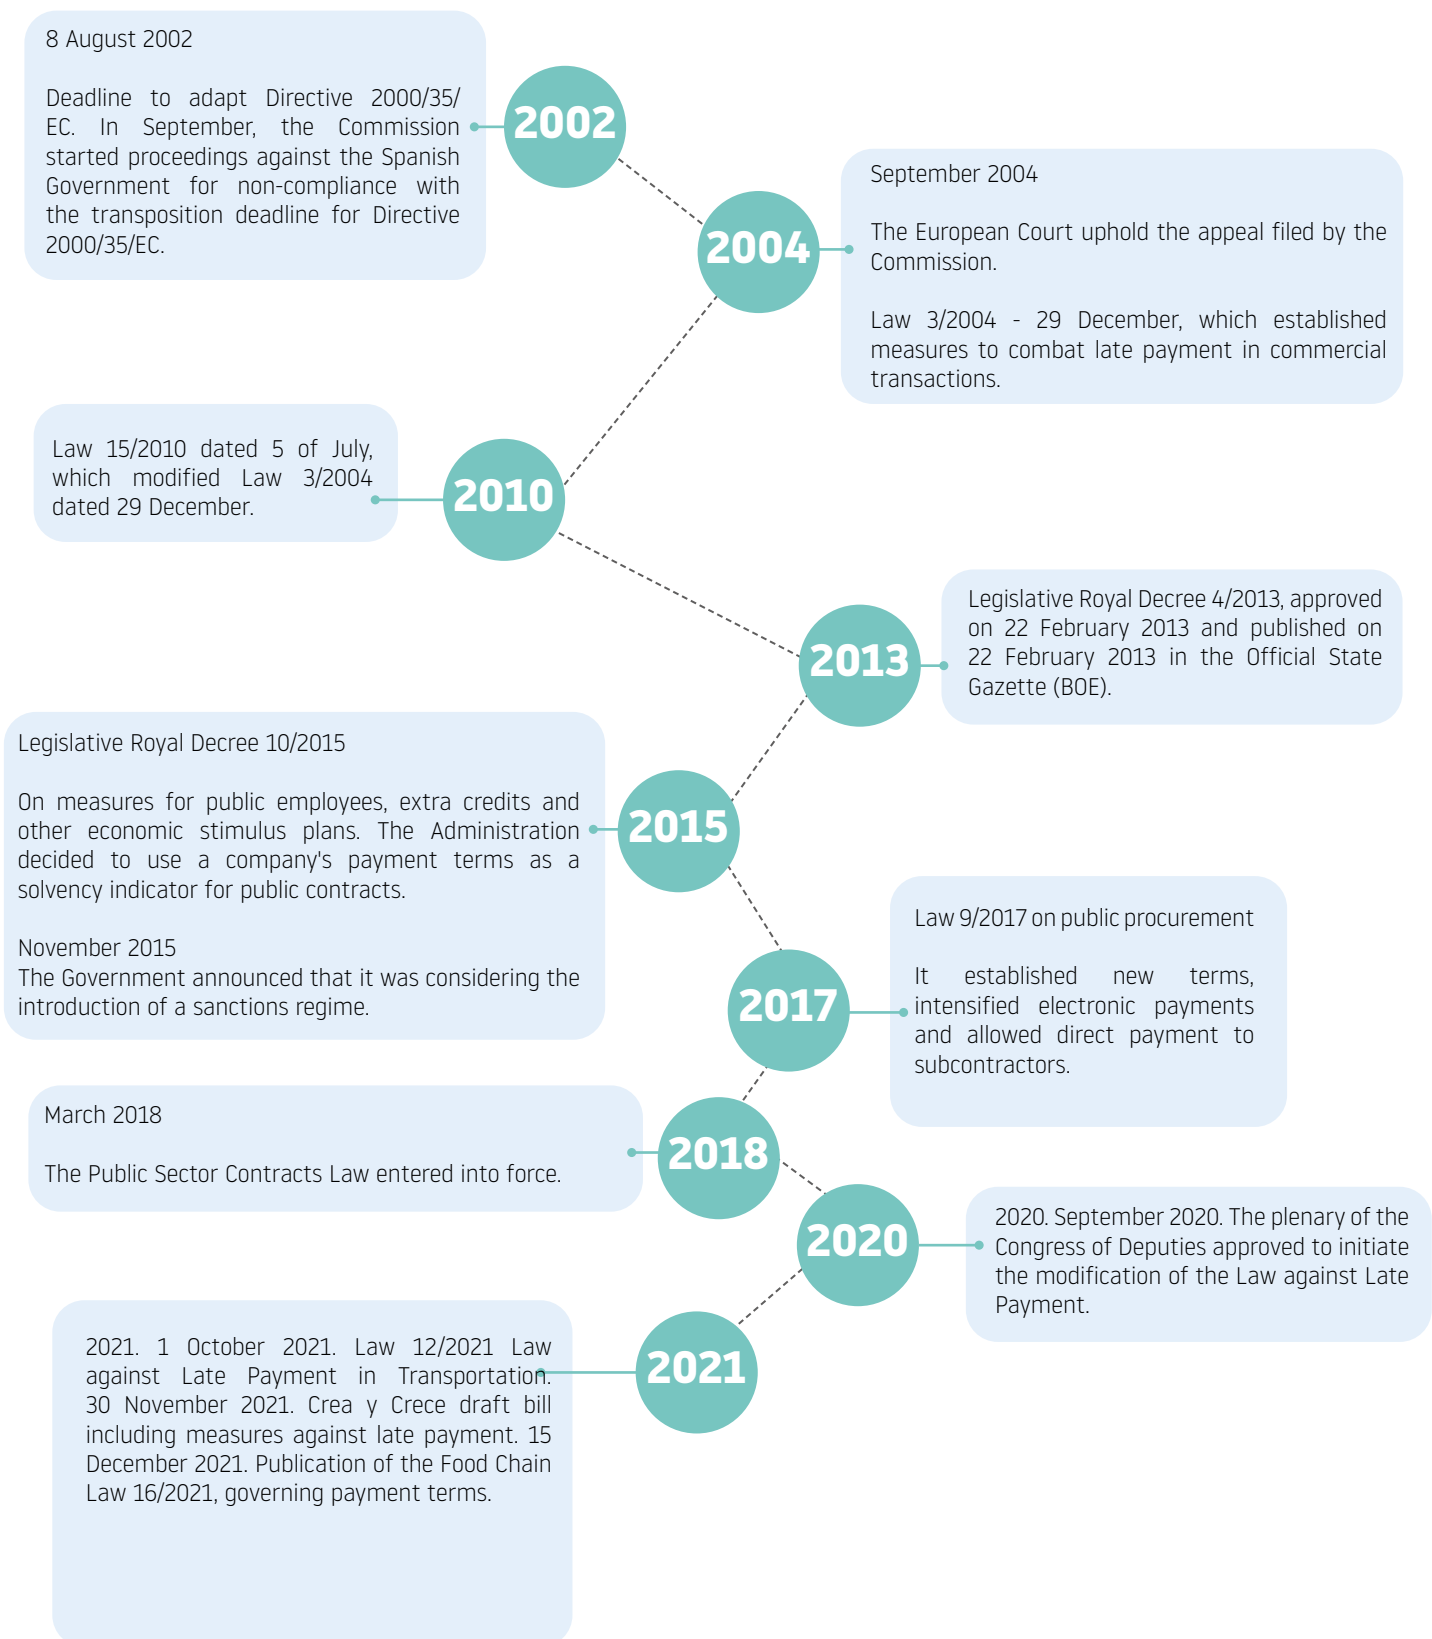 8 August 2002
Deadline to adapt Directive 2000/35/
EC. In September, the Commission
started proceedings against the Spanish
Government for non-compliance with
the transposition deadline for Directive
2000/35/EC.
2002
September 2004
The European Court uphold the appeal filed by the
Commission.
Law 3/2004 - 29 December, which established
measures to combat late payment in commercial
transactions.
2004
Law 15/2010 dated 5 of July,
which modified Law 3/2004
dated 29 December.
2010
Legislative Royal Decree 4/2013, approved
on 22 February 2013 and published on
22 February 2013 in the Official State
Gazette (BOE).
2013
Legislative Royal Decree 10/2015
On measures for public employees, extra credits and
other economic stimulus plans. The Administration
decided to use a company's payment terms as a
solvency indicator for public contracts.
November 2015
The Government announced that it was considering the
introduction of a sanctions regime.
2015
Law 9/2017 on public procurement
It established new terms,
intensified electronic payments
and allowed direct payment to
subcontractors.
2017
March 2018
The Public Sector Contracts Law entered into force.
2018
2020. September 2020. The plenary of the
Congress of Deputies approved to initiate
the modification of the Law against Late
Payment.
2020
2021. 1 October 2021. Law 12/2021 Law
against Late Payment in Transportation.
30 November 2021. Crea y Crece draft bill
including measures against late payment. 15
December 2021. Publication of the Food Chain
Law 16/2021, governing payment terms.
2021